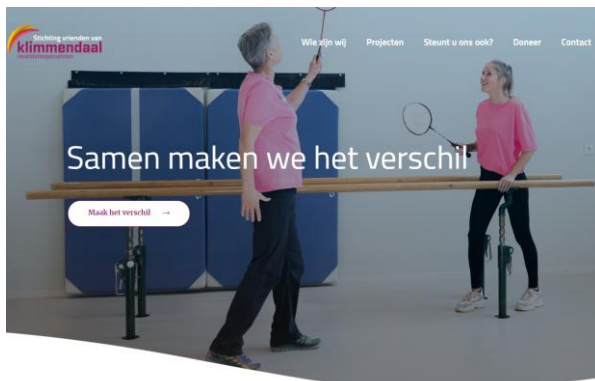 Stichting vrienden van
klimmendaal
Wie zijn wij
Projecten
Steunt u ons ook?
Doneer
Contact
Samen maken we het verschil
Maak het verschil →